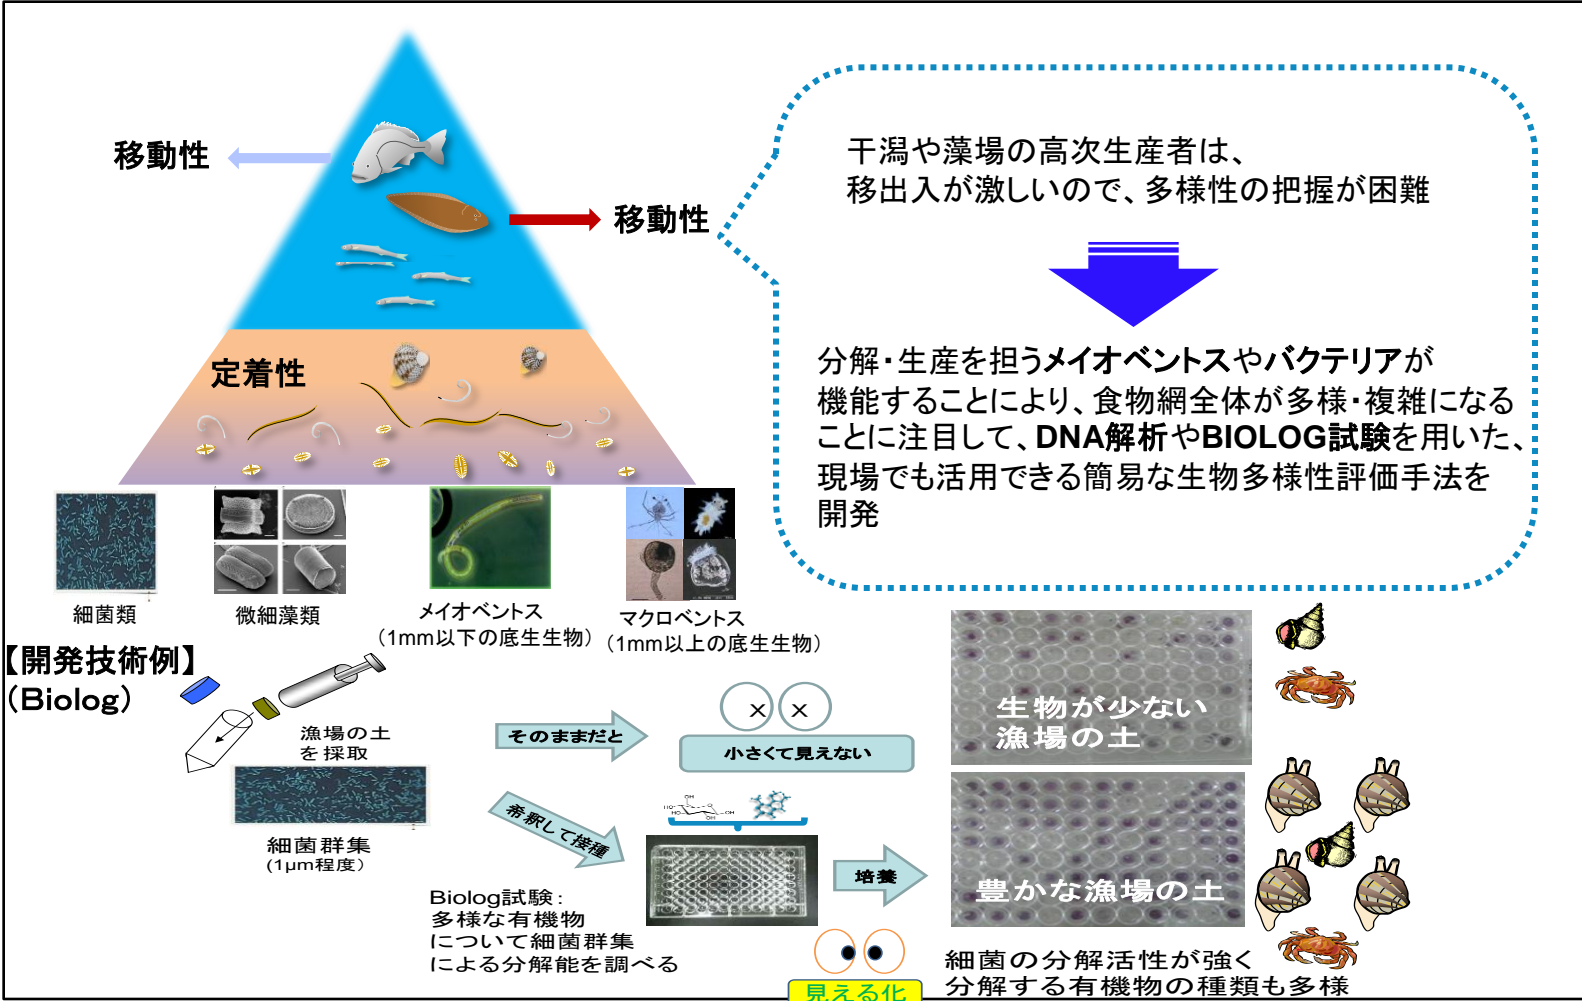 移動性
移動性
定着性
干潟や藻場の高次生産者は、
移出入が激しいので、多様性の把握が困難
分解・生産を担うメイオベントスやバクテリアが
機能することにより、食物網全体が多様・複雑になる
ことに注目して、DNA解析やBIOLOG試験を用いた、
現場でも活用できる簡易な生物多様性評価手法を
開発
細菌類
微細藻類
メイオベントス
（1mm以下の底生生物）
マクロベントス
（1mm以上の底生生物）
【開発技術例】
（Biolog）
漁場の土
を採取
細菌群集
(1μm程度）
そのままだと
x x
小さくて見えない
希釈して接種
OH
HO
HO
O
OH
OH
Biolog試験：
多様な有機物
について細菌群集
による分解能を調べる
培養
見える化
生物が少ない
漁場の土
豊かな漁場の土
細菌の分解活性が強く
分解する有機物の種類も多様